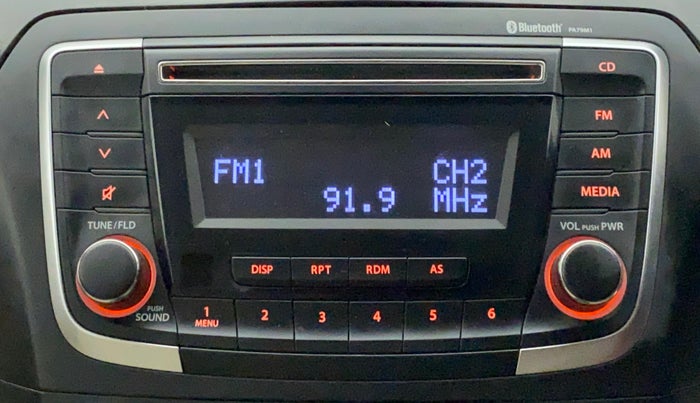 Bluetooth® PA79M1
CD
FM
AM
MEDIA
FM1 CH2
91.9 MHz
TUNE/FLD
VOL PUSH PWR
DISP RPT RDM AS
PUSH
SOUND
1 2 3 4 5 6
MENU